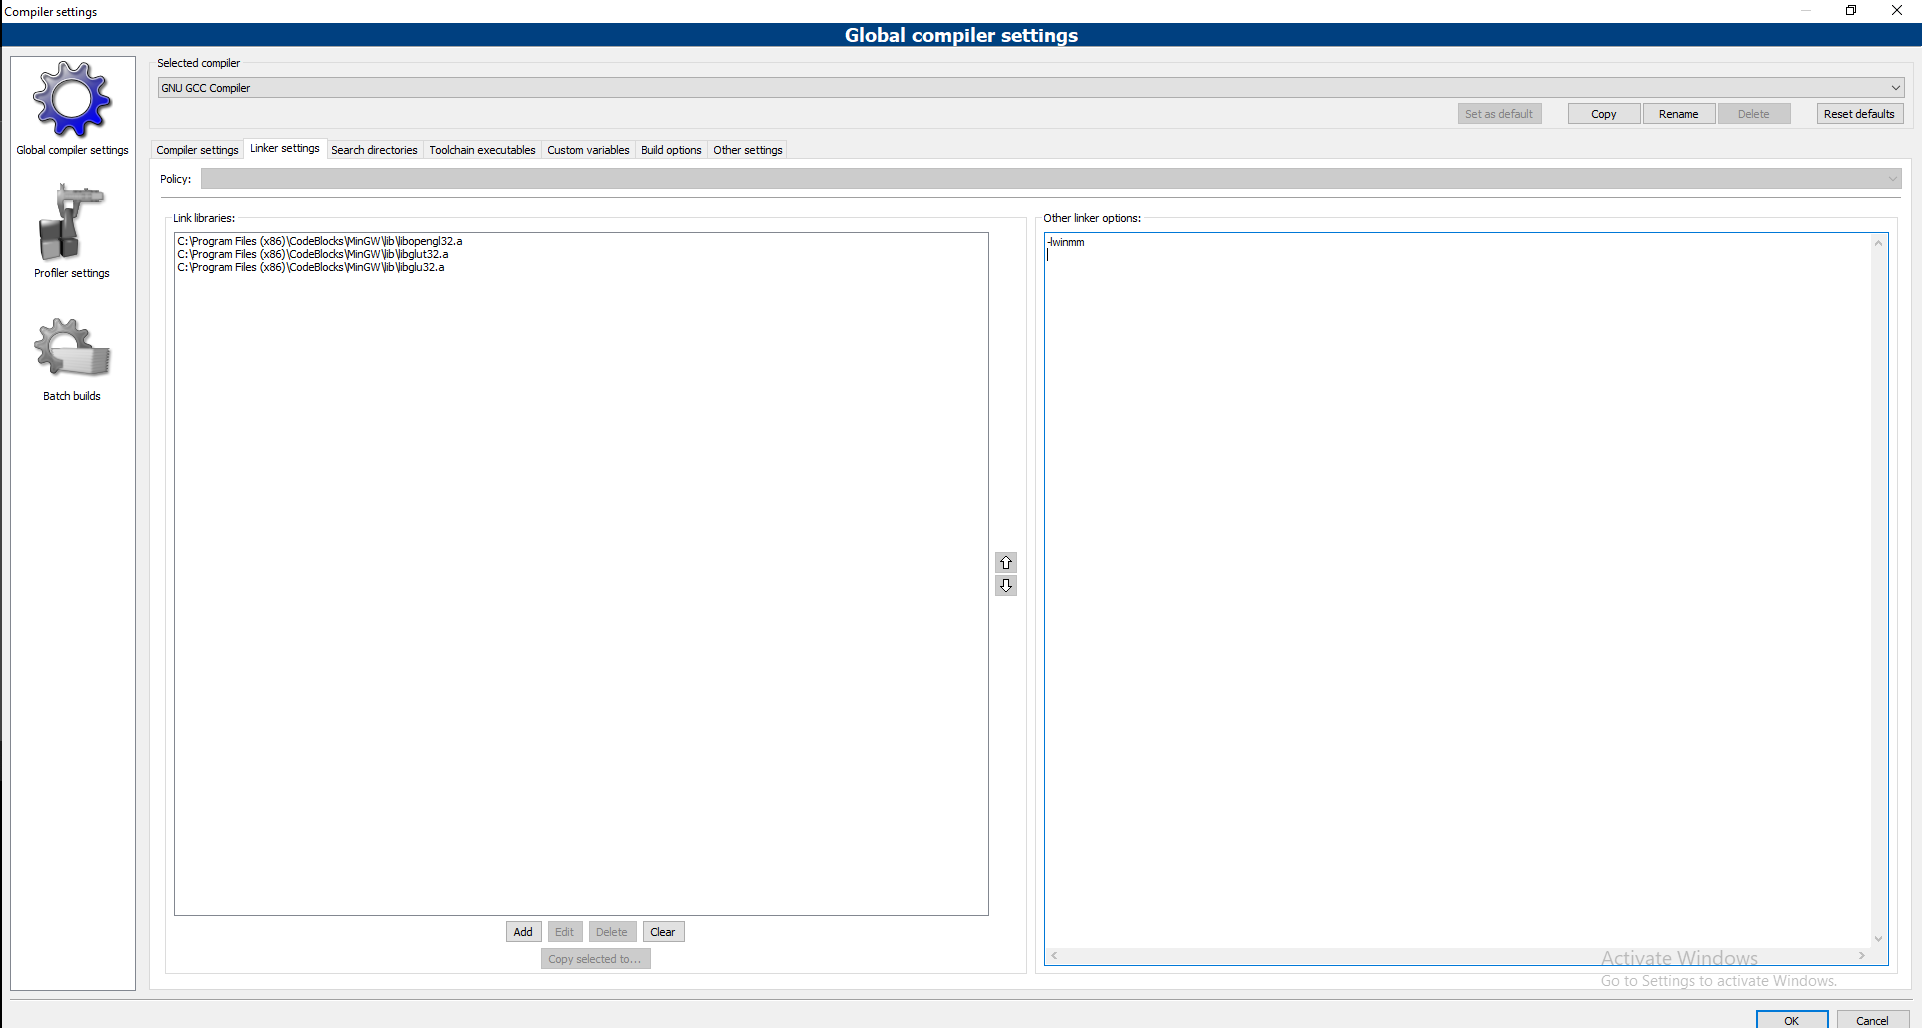 Compiler settings
Global compiler settings
Global compiler settings
Profiler settings
Batch builds
Selected compiler
GNU GCC Compiler
Set as default Copy Rename Delete Reset defaults
Compiler settings Linker settings Search directories Toolchain executables Custom variables Build options Other settings
Policy:
Link libraries:
C:\Program Files (x86)\CodeBlocks\MinGW\lib\libopengl32.a
C:\Program Files (x86)\CodeBlocks\MinGW\lib\libglut32.a
C:\Program Files (x86)\CodeBlocks\MinGW\lib\libglu32.a
Add Edit Delete Clear
Copy selected to...
Other linker options:
-lwinmm
Activate Windows
Go to Settings to activate Windows.
OK Cancel